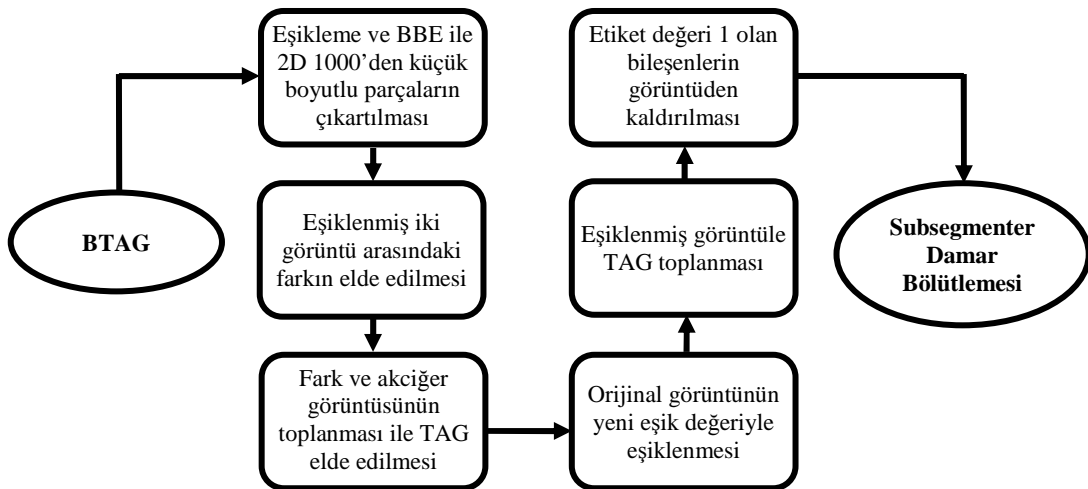 BTAG
Eşikleme ve BBE ile
2D 1000’den küçük
boyutlu parçaların
çıkartılması
Eşiklenmiş iki
görüntü arasındaki
farkın elde edilmesi
Fark ve akciğer
görüntüsünün
toplanması ile TAG
elde edilmesi
Orijinal görüntünün
yeni eşik değeriyle
eşiklenmesi
Eşiklenmiş görüntüle
TAG toplanması
Etiket değeri 1 olan
bileşenlerin
görüntüden
kaldırılması
Subsegmenter
Damar
Bölütlemesi